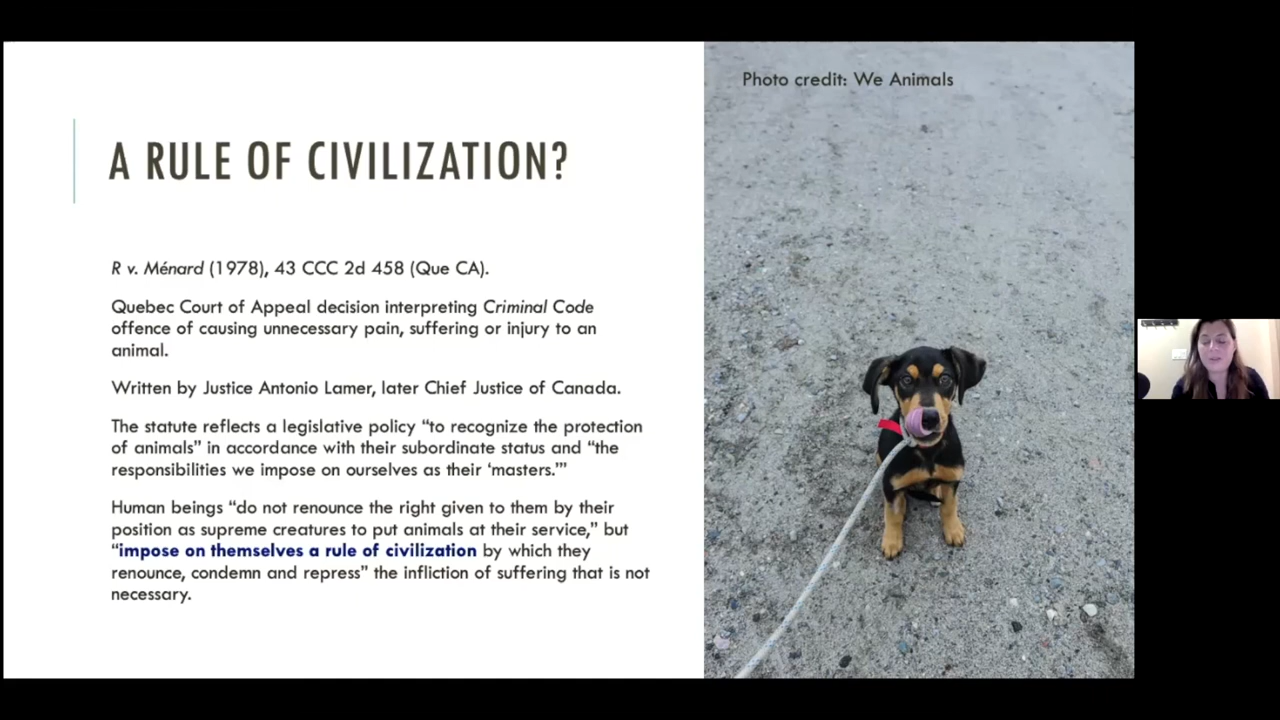 Photo credit: We Animals
A RULE OF CIVILIZATION?
R v. Ménard (1978), 43 CCC 2d 458 (Que CA).
Quebec Court of Appeal decision interpreting Criminal Code
offence of causing unnecessary pain, suffering or injury to an
animal.
Written by Justice Antonio Lamer, later Chief Justice of Canada.
The statute reflects a legislative policy “to recognize the protection
of animals” in accordance with their subordinate status and “the
responsibilities we impose on ourselves as their ‘masters.’”
Human beings “do not renounce the right given to them by their
position as supreme creatures to put animals at their service,” but
“impose on themselves a rule of civilization by which they
renounce, condemn and repress” the infliction of suffering that is not
necessary.